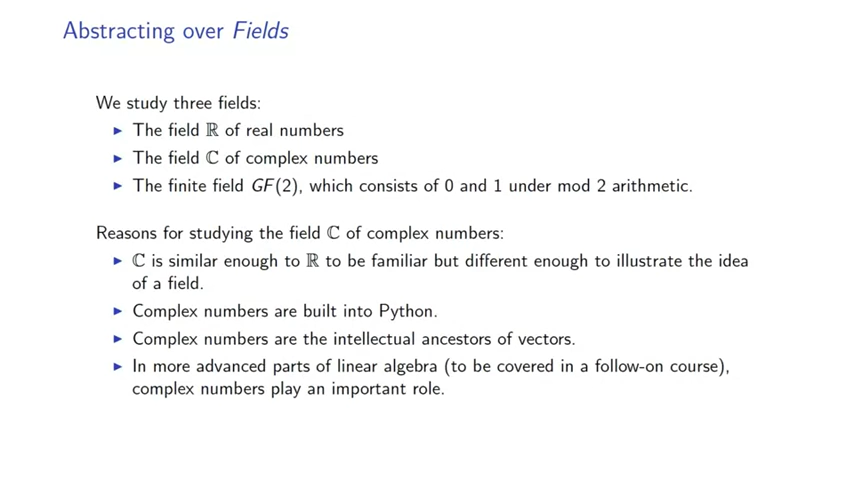 Abstracting over Fields
We study three fields:
▶ The field ℝ of real numbers
▶ The field ℂ of complex numbers
▶ The finite field GF(2), which consists of 0 and 1 under mod 2 arithmetic.
Reasons for studying the field ℂ of complex numbers:
▶ ℂ is similar enough to ℝ to be familiar but different enough to illustrate the idea
of a field.
▶ Complex numbers are built into Python.
▶ Complex numbers are the intellectual ancestors of vectors.
▶ In more advanced parts of linear algebra (to be covered in a follow-on course),
complex numbers play an important role.